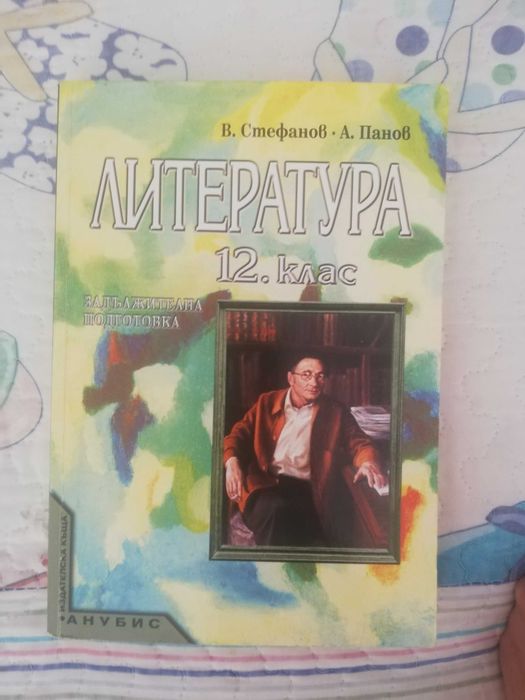 В. Стефанов • А. Панов
ЛИТЕРАТУРА
12. клас
ЗАДЪЛЖИТЕЛНА
ПОДГОТОВКА
ИЗДАТЕЛСКА КЪЩА
АНУБИС